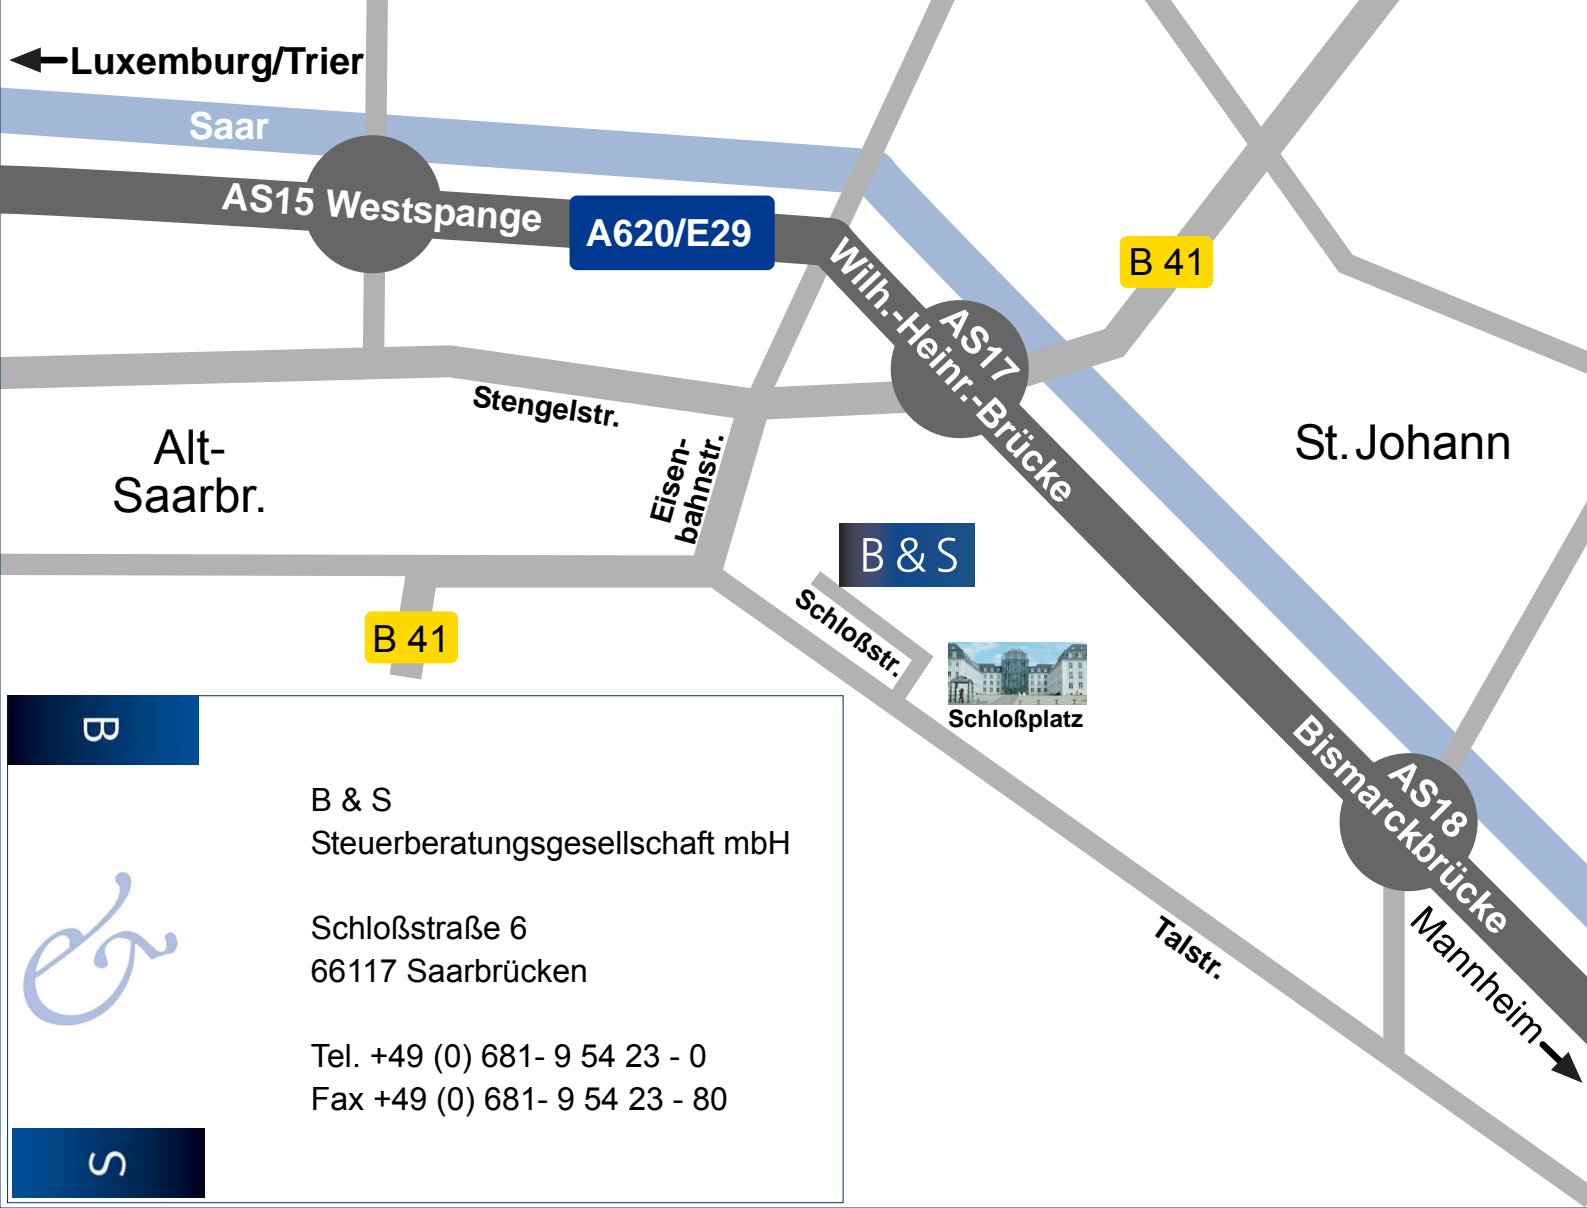 Luxemburg/Trier
Saar
AS15 Westspange
A620/E29
Wilh.-Heinr.-Brücke
AS17
B 41
Stengelstr.
Eisen-
bahnstr.
Alt-
Saarbr.
St. Johann
B & S
Schloßstr.
Schloßplatz
B 41
Bismarckbrücke
AS18
Talstr.
Mannheim
B
&
S
B & S
Steuerberatungsgesellschaft mbH
Schloßstraße 6
66117 Saarbrücken
Tel. +49 (0) 681- 9 54 23 - 0
Fax +49 (0) 681- 9 54 23 - 80